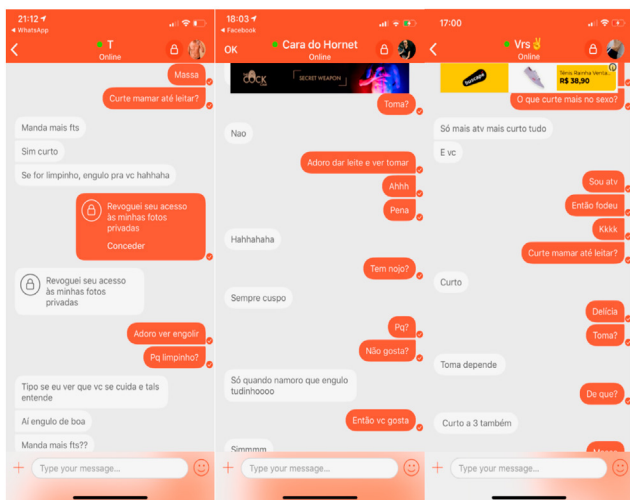 21:12
WhatsApp
T
Online
Massa
Curte mamar até leitar?
Manda mais fts
Sim curto
Se for limpinho, engulo pra vc hahhaha
Revoguei seu acesso
às minhas fotos
privadas
Conceder
Revoguei seu acesso
às minhas fotos
privadas
Adoro ver engolir
Pq limpinho?
Tipo se eu ver que vc se cuida e tals
entende
Aí engulo de boa
Manda mais fts??
Type your message...
18:03
Facebook
OK
Cara do Hornet
Online
COCK
SECRET WEAPON
Toma?
Nao
Adoro dar leite e ver tomar
Ahhh
Pena
Hahhahaha
Tem nojo?
Sempre cuspo
Pq?
Não gosta?
Só quando namoro que engulo
tudinhoooo
Então vc gosta
Simmmm
Type your message...
17:00
Vrs
Online
buscapé
Tênis Rainha Venta...
R$ 38,90
O que curte mais no sexo?
Só mais atv mais curto tudo
E vc
Sou atv
Então fodeu
Kkkk
Curte mamar até leitar?
Curto
Delícia
Toma?
Toma depende
De que?
Curto a 3 também
Massa
Type your message...